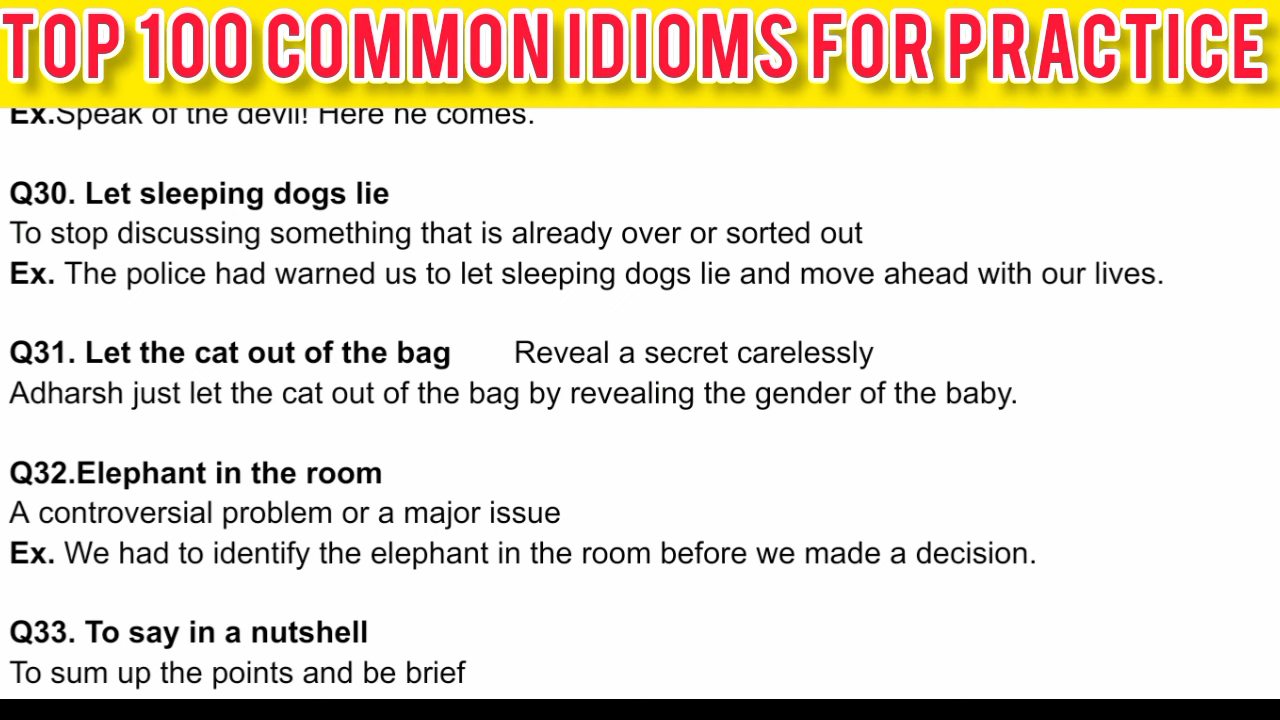 TOP 100 COMMON IDIOMS FOR PRACTICE
Ex.Speak of the devil! Here he comes.
Q30. Let sleeping dogs lie
To stop discussing something that is already over or sorted out
Ex. The police had warned us to let sleeping dogs lie and move ahead with our lives.
Q31. Let the cat out of the bag Reveal a secret carelessly
Adharsh just let the cat out of the bag by revealing the gender of the baby.
Q32.Elephant in the room
A controversial problem or a major issue
Ex. We had to identify the elephant in the room before we made a decision.
Q33. To say in a nutshell
To sum up the points and be brief